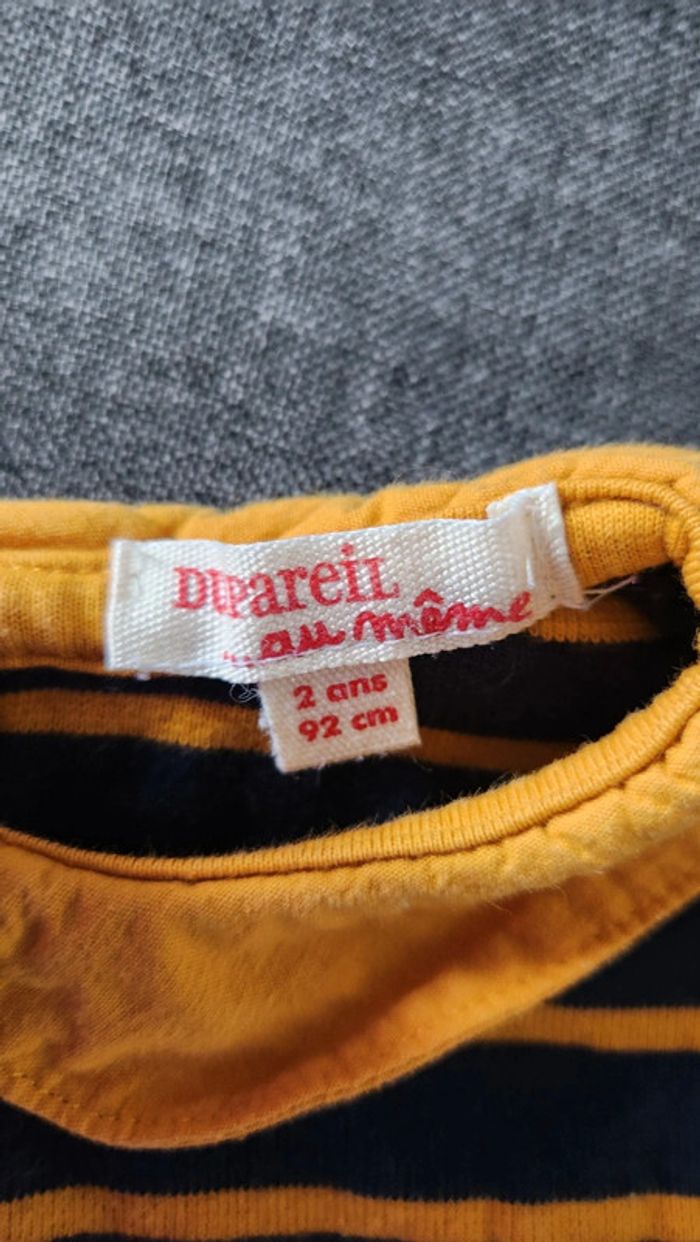 DUPareiL
...au même
2 ans
92 cm